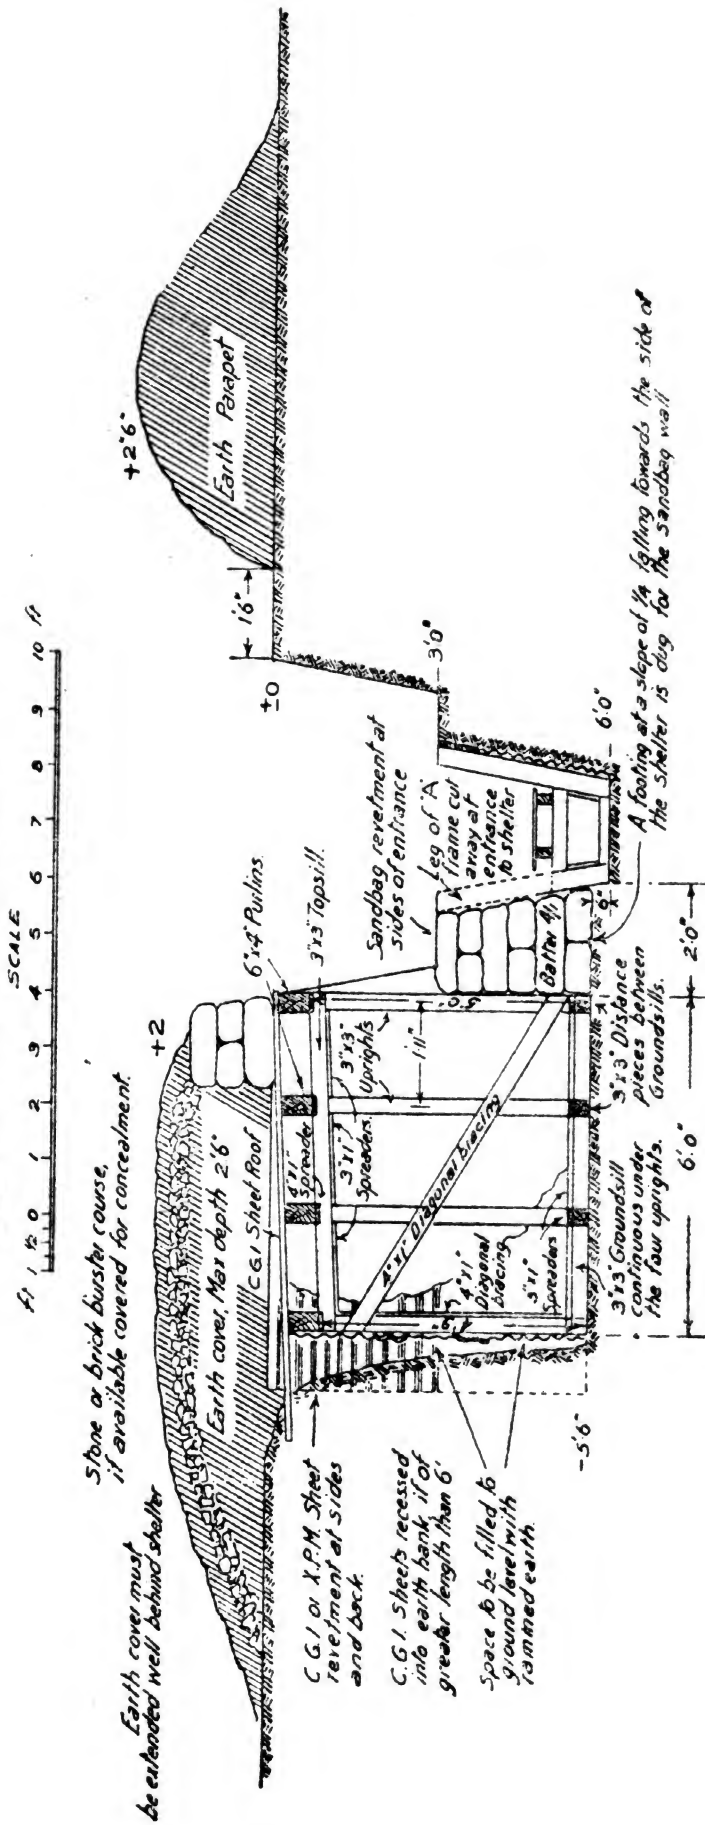 SCALE
Ft 1 ½ 0 1 2 3 4 5 6 7 8 9 10 ft
Stone or brick burster course,
if available covered for concealment.
Earth cover must
be extended well behind shelter
+2
+2'6"
Earth Parapet
Earth cover, Max depth 2'6"
C.G.I Sheet Roof
1'6"
±0
6"x4" Purlins.
3"x3" Topsill.
Sandbag revetment at
sides of entrance
Leg of "A"
frame cut
away at
entrance
to shelter
3'0"
6'0"
4"x1"
Spreader
3"x1"
Spreaders.
3"x3"
Uprights
1'11"
5'0"
4"x1" Diagonal bracing
4"x1"
Diagonal
bracing
3"x1"
Spreaders
Batter 4/1
C.G.I or X.P.M. Sheet
revetment at sides
and back.
C.G.I. Sheets recessed
into earth bank if of
greater length than 6'
Space to be filled to
ground level with
rammed earth.
-5'6"
3"x3" Groundsill
continuous under
the four uprights.
3"x3" Distance
pieces between
Groundsills.
A footing at a slope of ¼ falling towards the side of
the shelter is dug for the sandbag wall
6'0"
2'0"